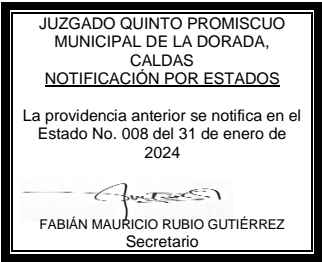 JUZGADO QUINTO PROMISCUO
MUNICIPAL DE LA DORADA,
CALDAS
NOTIFICACIÓN POR ESTADOS
La providencia anterior se notifica en el
Estado No. 008 del 31 de enero de
2024
FABIÁN MAURICIO RUBIO GUTIÉRREZ
Secretario